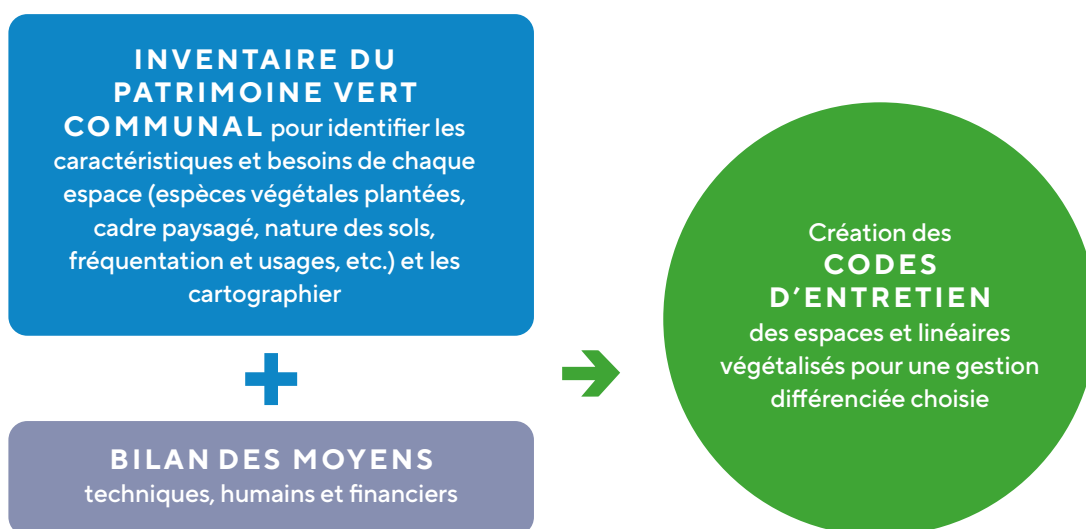 INVENTAIRE DU
PATRIMOINE VERT
COMMUNAL pour identifier les
caractéristiques et besoins de chaque
espace (espèces végétales plantées,
cadre paysagé, nature des sols,
fréquentation et usages, etc.) et les
cartographier
+
BILAN DES MOYENS
techniques, humains et financiers
Création des
CODES
D’ENTRETIEN
des espaces et linéaires
végétalisés pour une gestion
différenciée choisie